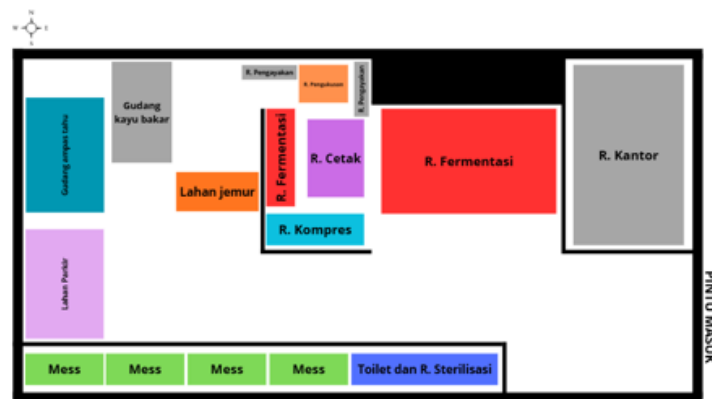 N
W E
S
R. Pengayakan
R. Pengukusan
R. Pengayakan
Gudang
kayu bakar
Gudang ampas tahu
R. Fermentasi
R. Cetak
R. Fermentasi
R. Kantor
Lahan jemur
R. Kompres
Lahan Parkir
PINTU MASUK
Mess
Mess
Mess
Mess
Toilet dan R. Sterilisasi